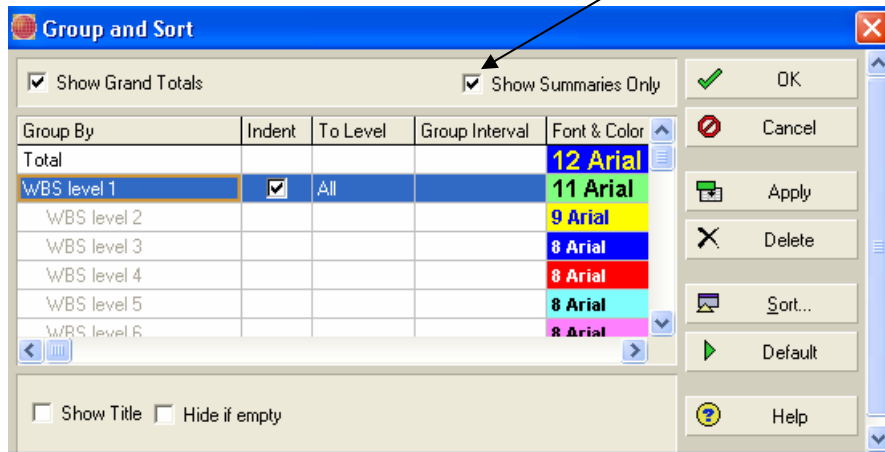 Group and Sort
Show Grand Totals Show Summaries Only
Group By Indent To Level Group Interval Font & Color
Total 12 Arial
WBS level 1 All 11 Arial
WBS level 2 9 Arial
WBS level 3 8 Arial
WBS level 4 8 Arial
WBS level 5 8 Arial
WBS level 6 8 Arial
Show Title Hide if empty
OK
Cancel
Apply
Delete
Sort...
Default
Help